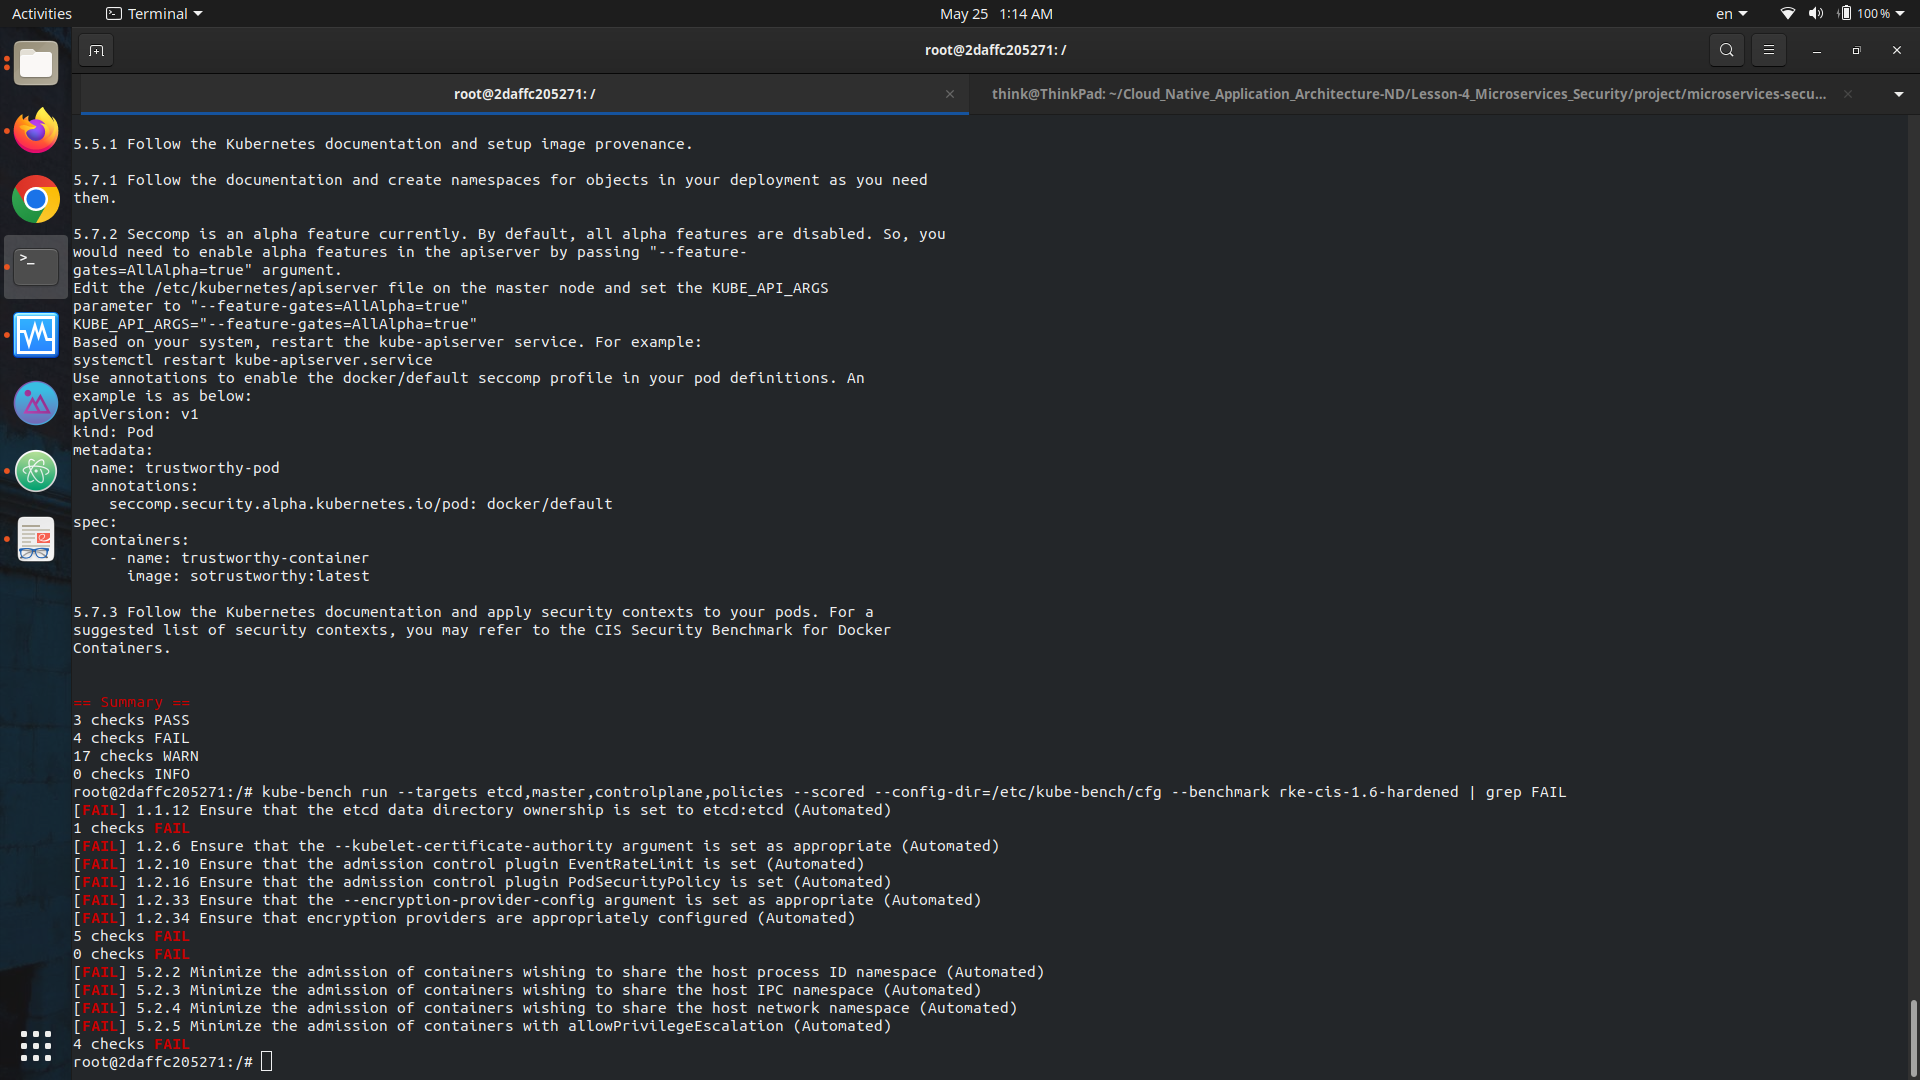 Activities
Terminal
May 25 1:14 AM
en
100 %
root@2daffc205271: /
root@2daffc205271: /
think@ThinkPad: ~/Cloud_Native_Application_Architecture-ND/Lesson-4_Microservices_Security/project/microservices-secu...
5.5.1 Follow the Kubernetes documentation and setup image provenance.
5.7.1 Follow the documentation and create namespaces for objects in your deployment as you need
them.
5.7.2 Seccomp is an alpha feature currently. By default, all alpha features are disabled. So, you
would need to enable alpha features in the apiserver by passing "--feature-
gates=AllAlpha=true" argument.
Edit the /etc/kubernetes/apiserver file on the master node and set the KUBE_API_ARGS
parameter to "--feature-gates=AllAlpha=true"
KUBE_API_ARGS="--feature-gates=AllAlpha=true"
Based on your system, restart the kube-apiserver service. For example:
systemctl restart kube-apiserver.service
Use annotations to enable the docker/default seccomp profile in your pod definitions. An
example is as below:
apiVersion: v1
kind: Pod
metadata:
  name: trustworthy-pod
  annotations:
    seccomp.security.alpha.kubernetes.io/pod: docker/default
spec:
  containers:
    - name: trustworthy-container
      image: sotrustworthy:latest
5.7.3 Follow the Kubernetes documentation and apply security contexts to your pods. For a
suggested list of security contexts, you may refer to the CIS Security Benchmark for Docker
Containers.
== Summary ==
3 checks PASS
4 checks FAIL
17 checks WARN
0 checks INFO
root@2daffc205271:/# kube-bench run --targets etcd,master,controlplane,policies --scored --config-dir=/etc/kube-bench/cfg --benchmark rke-cis-1.6-hardened | grep FAIL
[FAIL] 1.1.12 Ensure that the etcd data directory ownership is set to etcd:etcd (Automated)
1 checks FAIL
[FAIL] 1.2.6 Ensure that the --kubelet-certificate-authority argument is set as appropriate (Automated)
[FAIL] 1.2.10 Ensure that the admission control plugin EventRateLimit is set (Automated)
[FAIL] 1.2.16 Ensure that the admission control plugin PodSecurityPolicy is set (Automated)
[FAIL] 1.2.33 Ensure that the --encryption-provider-config argument is set as appropriate (Automated)
[FAIL] 1.2.34 Ensure that encryption providers are appropriately configured (Automated)
5 checks FAIL
0 checks FAIL
[FAIL] 5.2.2 Minimize the admission of containers wishing to share the host process ID namespace (Automated)
[FAIL] 5.2.3 Minimize the admission of containers wishing to share the host IPC namespace (Automated)
[FAIL] 5.2.4 Minimize the admission of containers wishing to share the host network namespace (Automated)
[FAIL] 5.2.5 Minimize the admission of containers with allowPrivilegeEscalation (Automated)
4 checks FAIL
root@2daffc205271:/#